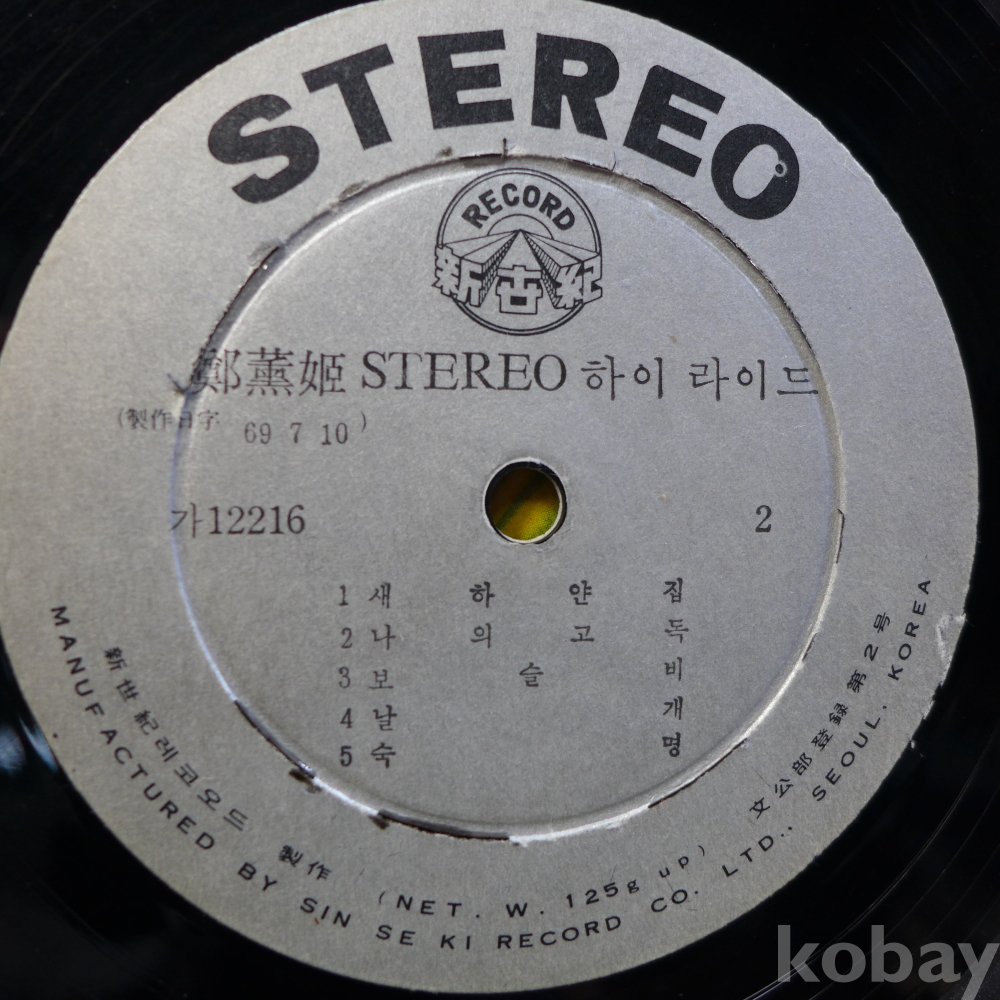 STEREO
RECORD
新世紀
鄭薰姬 STEREO 하이 라이드
(製作日字 69 7 10)
가12216 2
1 새 하 얀 집
2 나 의 고 독
3 보 슬 비
4 날 개
5 숙 명
新世紀레코오드 製作 (NET. W. 125g up) 文公部登録第2号
MANUFACTURED BY SIN SE KI RECORD CO. LTD., SEOUL, KOREA
kobay